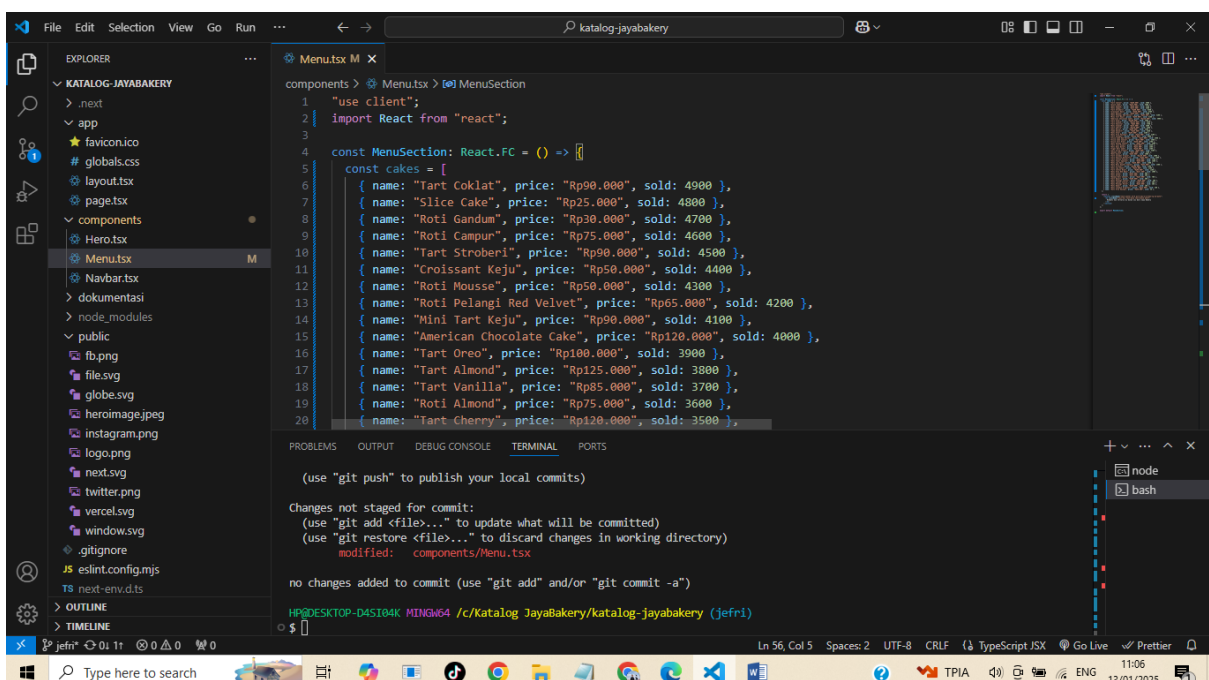 File Edit Selection View Go Run ... katalog-jayabakery
EXPLORER
KATALOG-JAYABAKERY
.next
app
favicon.ico
# globals.css
layout.tsx
page.tsx
components
Hero.tsx
Menu.tsx M
Navbar.tsx
dokumentasi
node_modules
public
fb.png
file.svg
globe.svg
heroimage.jpeg
instagram.png
logo.png
next.svg
twitter.png
vercel.svg
window.svg
.gitignore
JS eslint.config.mjs
TS next-env.d.ts
OUTLINE
TIMELINE
Menu.tsx M
components > Menu.tsx > MenuSection
1 "use client";
2 import React from "react";
3
4 const MenuSection: React.FC = () => {
5 const cakes = [
6 { name: "Tart Coklat", price: "Rp90.000", sold: 4900 },
7 { name: "Slice Cake", price: "Rp25.000", sold: 4800 },
8 { name: "Roti Gandum", price: "Rp30.000", sold: 4700 },
9 { name: "Roti Campur", price: "Rp75.000", sold: 4600 },
10 { name: "Tart Stroberi", price: "Rp90.000", sold: 4500 },
11 { name: "Croissant Keju", price: "Rp50.000", sold: 4400 },
12 { name: "Roti Mousse", price: "Rp50.000", sold: 4300 },
13 { name: "Roti Pelangi Red Velvet", price: "Rp65.000", sold: 4200 },
14 { name: "Mini Tart Keju", price: "Rp90.000", sold: 4100 },
15 { name: "American Chocolate Cake", price: "Rp120.000", sold: 4000 },
16 { name: "Tart Oreo", price: "Rp100.000", sold: 3900 },
17 { name: "Tart Almond", price: "Rp125.000", sold: 3800 },
18 { name: "Tart Vanilla", price: "Rp85.000", sold: 3700 },
19 { name: "Roti Almond", price: "Rp75.000", sold: 3600 },
20 { name: "Tart Cherry", price: "Rp120.000", sold: 3500 },
PROBLEMS OUTPUT DEBUG CONSOLE TERMINAL PORTS
node
bash
(use "git push" to publish your local commits)
Changes not staged for commit:
(use "git add <file>..." to update what will be committed)
(use "git restore <file>..." to discard changes in working directory)
modified: components/Menu.tsx
no changes added to commit (use "git add" and/or "git commit -a")
HP@DESKTOP-D4SI04K MINGW64 /c/Katalog JayaBakery/katalog-jayabakery (jefri)
$
jefri* 0↓ 1↑ 0 0 0 Ln 56, Col 5 Spaces: 2 UTF-8 CRLF TypeScript JSX Go Live Prettier
Type here to search TPIA ENG 11:06
13/01/2025